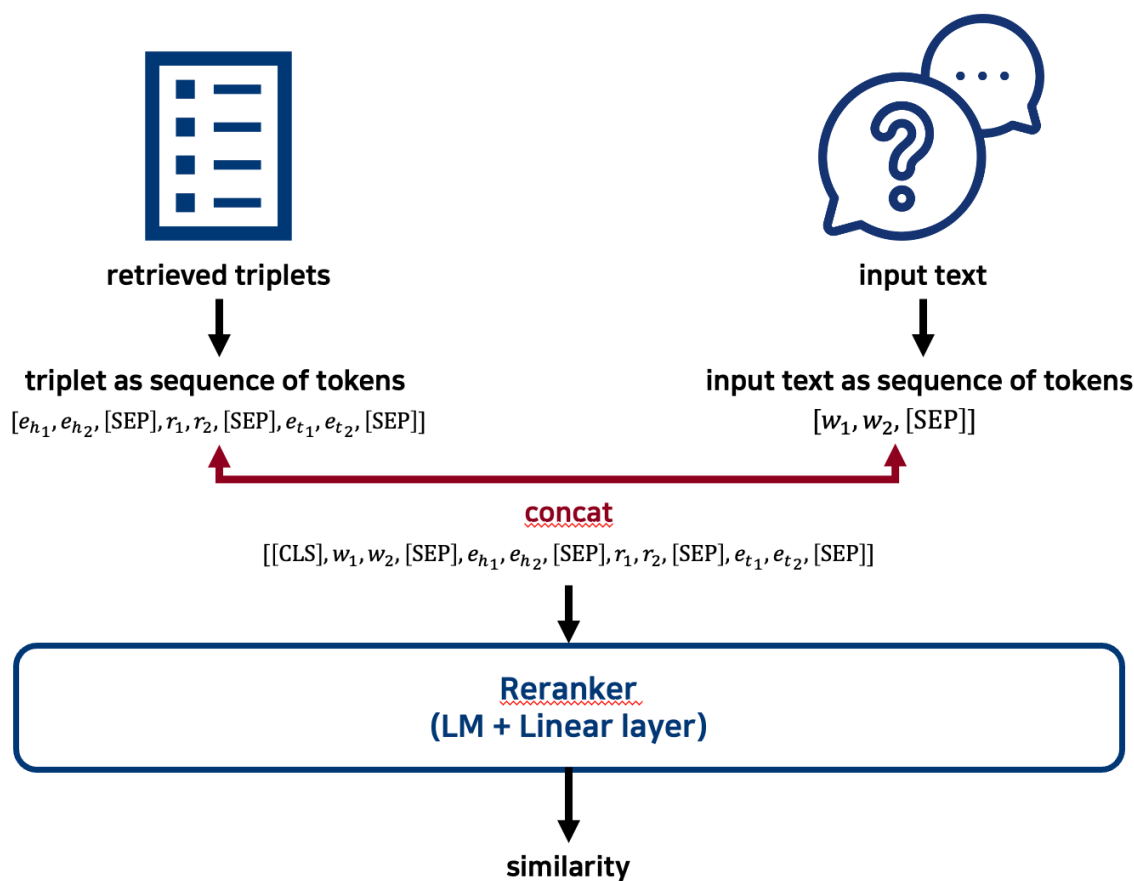 retrieved triplets
input text
triplet as sequence of tokens
input text as sequence of tokens
[e_{h_1}, e_{h_2}, [SEP], r_1, r_2, [SEP], e_{t_1}, e_{t_2}, [SEP]]
[w_1, w_2, [SEP]]
concat
[[CLS], w_1, w_2, [SEP], e_{h_1}, e_{h_2}, [SEP], r_1, r_2, [SEP], e_{t_1}, e_{t_2}, [SEP]]
Reranker
(LM + Linear layer)
similarity